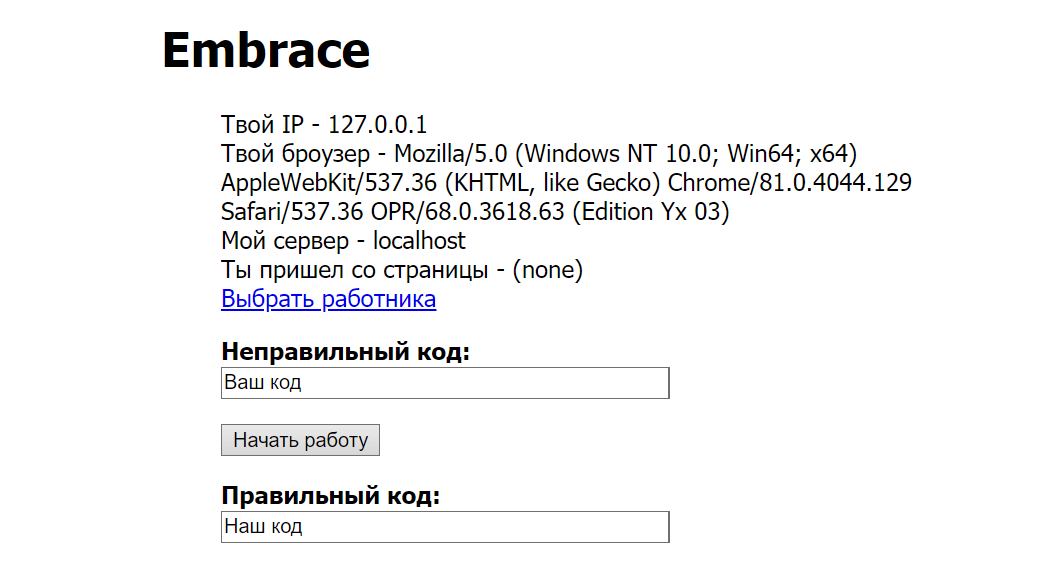 Embrace
Твой IP - 127.0.0.1
Твой броузер - Mozilla/5.0 (Windows NT 10.0; Win64; x64)
AppleWebKit/537.36 (KHTML, like Gecko) Chrome/81.0.4044.129
Safari/537.36 OPR/68.0.3618.63 (Edition Yx 03)
Мой сервер - localhost
Ты пришел со страницы - (none)
Выбрать работника
Неправильный код:
Ваш код
Начать работу
Правильный код:
Наш код